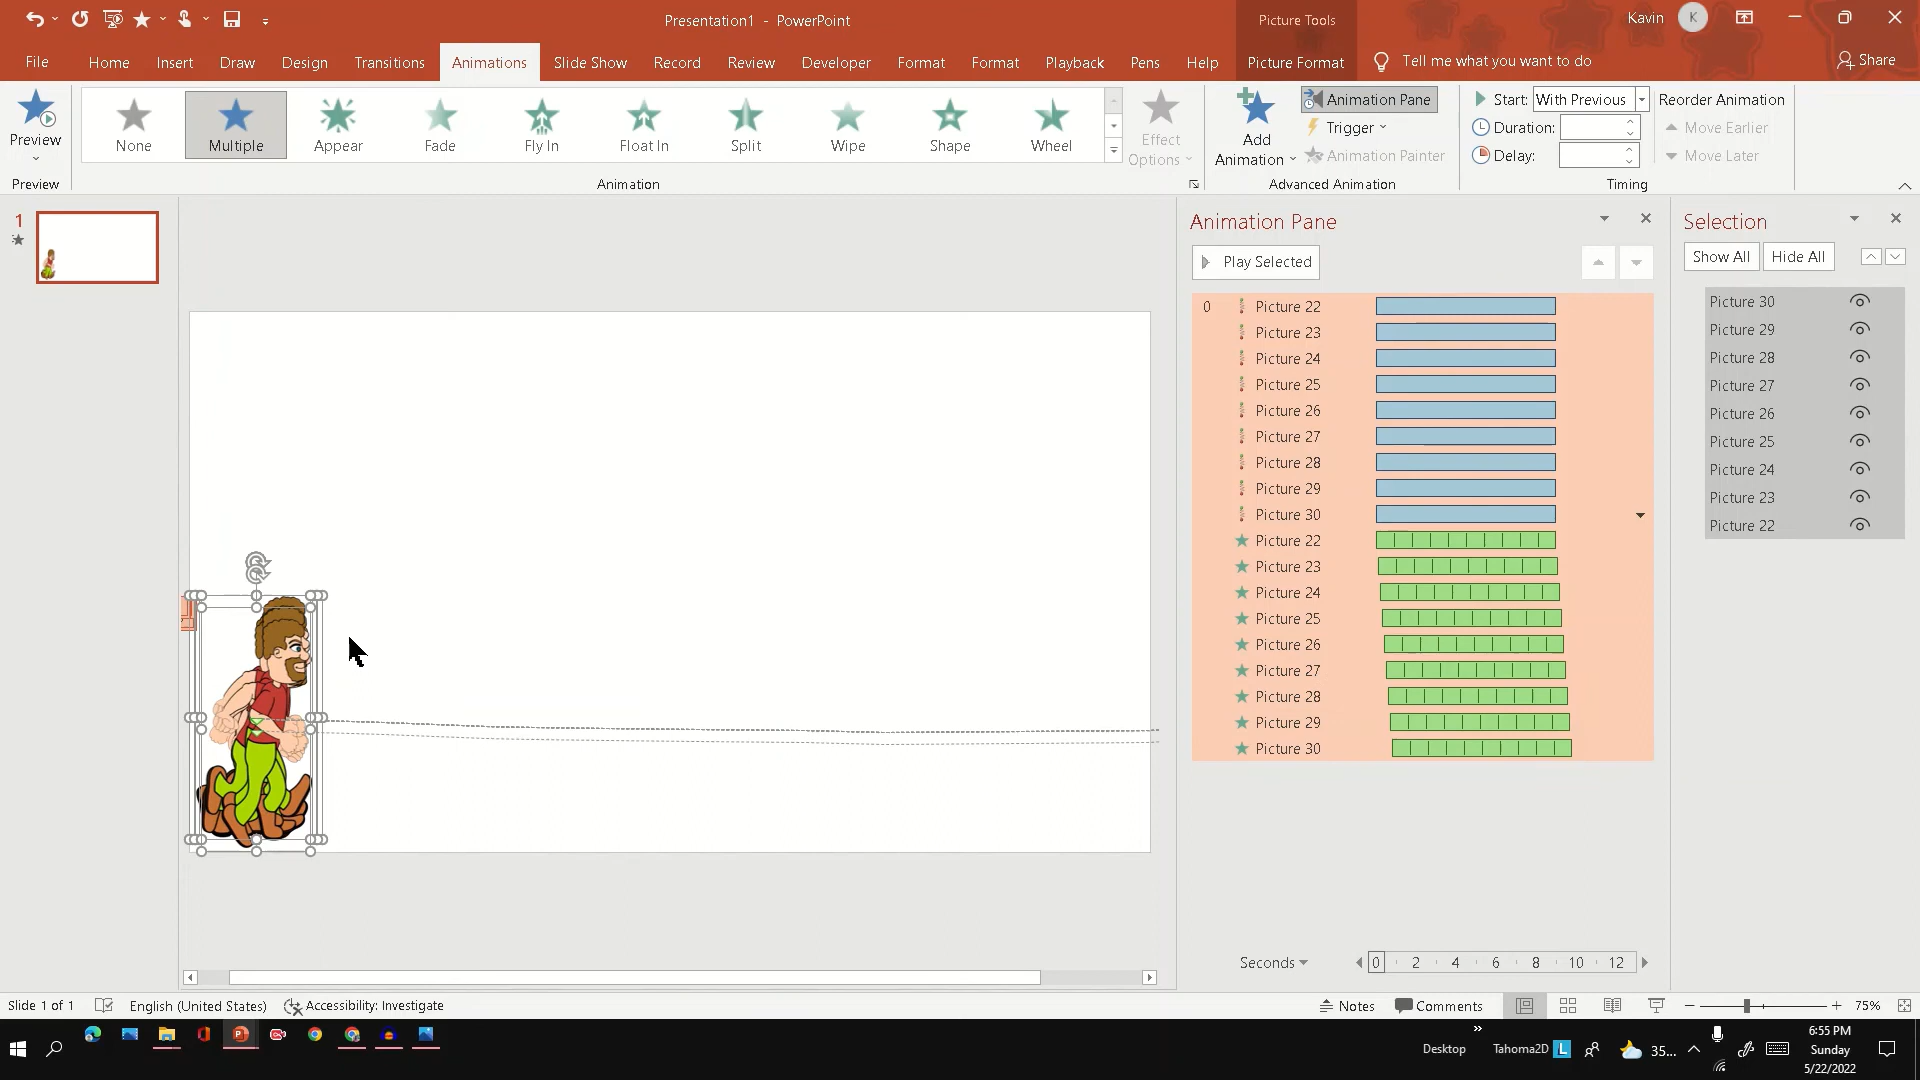 Presentation1 - PowerPoint
Picture Tools
Kavin
K
File
Home
Insert
Draw
Design
Transitions
Animations
Slide Show
Record
Review
Developer
Format
Format
Playback
Pens
Help
Picture Format
Tell me what you want to do
Share
Preview
None
Multiple
Appear
Fade
Fly In
Float In
Split
Wipe
Shape
Wheel
Effect
Options
Add
Animation
Animation Pane
Trigger
Animation Painter
Start: With Previous
Duration:
Delay:
Reorder Animation
Move Earlier
Move Later
Preview
Animation
Advanced Animation
Timing
1
Animation Pane
Play Selected
0 Picture 22
Picture 23
Picture 24
Picture 25
Picture 26
Picture 27
Picture 28
Picture 29
Picture 30
Picture 22
Picture 23
Picture 24
Picture 25
Picture 26
Picture 27
Picture 28
Picture 29
Picture 30
Seconds
0 2 4 6 8 10 12
Selection
Show All
Hide All
Picture 30
Picture 29
Picture 28
Picture 27
Picture 26
Picture 25
Picture 24
Picture 23
Picture 22
Slide 1 of 1
English (United States)
Accessibility: Investigate
Notes
Comments
75%
Desktop
Tahoma2D
L
35...
6:55 PM
Sunday
5/22/2022